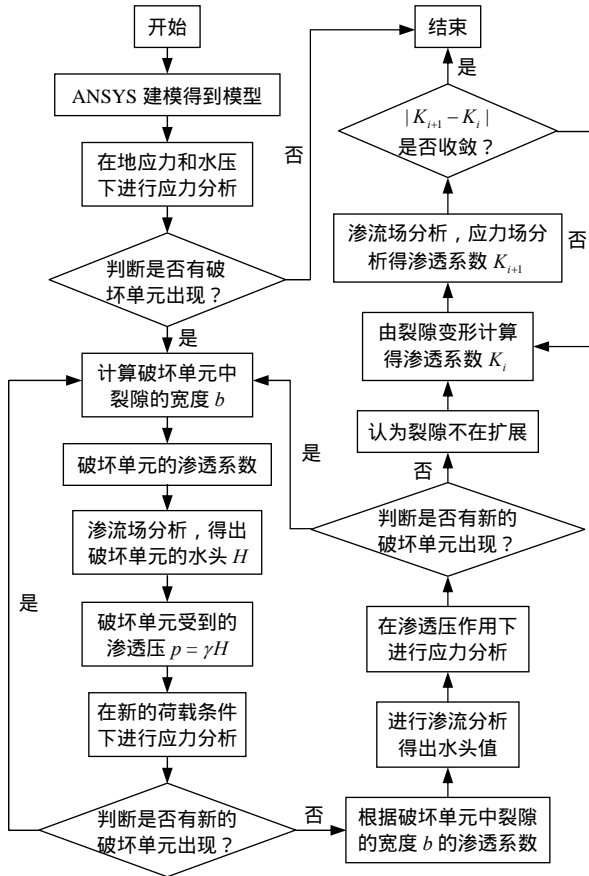 开始
ANSYS 建模得到模型
在地应力和水压
下进行应力分析
判断是否有破
坏单元出现？
否
是
计算破坏单元中
裂隙的宽度 b
破坏单元的渗透系数
渗流场分析，得出
破坏单元的水头 H
破坏单元受到的
渗透压 p = γH
在新的荷载条件
下进行应力分析
判断是否有新的
破坏单元出现？
是
否
根据破坏单元中裂隙
的宽度 b 的渗透系数
进行渗流分析
得出水头值
在渗透压作用下
进行应力分析
判断是否有新的
破坏单元出现？
是
否
认为裂隙不在扩展
由裂隙变形计算
得渗透系数 K_i
渗流场分析，应力场分
析得渗透系数 K_{i+1}
| K_{i+1} − K_i |
是否收敛？
否
是
结束